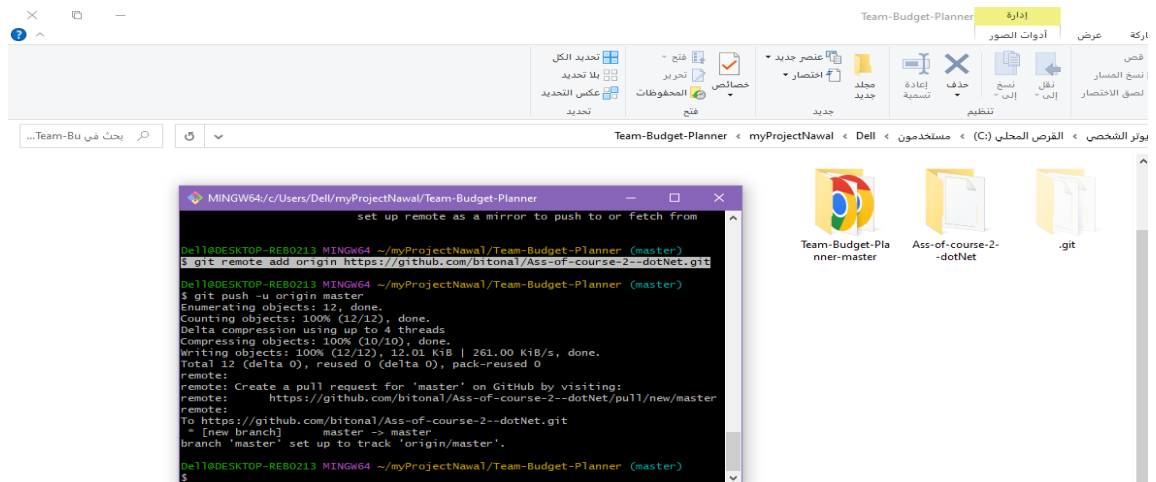 Team-Budget-Planner
إدارة
اركة
عرض
أدوات الصور
قص
نسخ المسار
لصق الاختصار
نقل إلى
نسخ إلى
حذف
إعادة تسمية
تنظيم
مجلد جديد
عنصر جديد
اختصار
جديد
خصائص
فتح
تحرير
المحفوظات
فتح
تحديد الكل
بلا تحديد
عكس التحديد
تحديد
يوتر الشخصي › القرص المحلي (C:) › مستخدمون › Dell › myProjectNawal › Team-Budget-Planner
بحث في Team-Bu...
.git
Ass-of-course-2-
-dotNet
Team-Budget-Pla
nner-master
MINGW64:/c/Users/Dell/myProjectNawal/Team-Budget-Planner
set up remote as a mirror to push to or fetch from
Dell@DESKTOP-REBO213 MINGW64 ~/myProjectNawal/Team-Budget-Planner (master)
$ git remote add origin https://github.com/bitonal/Ass-of-course-2--dotNet.git
Dell@DESKTOP-REBO213 MINGW64 ~/myProjectNawal/Team-Budget-Planner (master)
$ git push -u origin master
Enumerating objects: 12, done.
Counting objects: 100% (12/12), done.
Delta compression using up to 4 threads
Compressing objects: 100% (10/10), done.
Writing objects: 100% (12/12), 12.01 KiB | 261.00 KiB/s, done.
Total 12 (delta 0), reused 0 (delta 0), pack-reused 0
remote:
remote: Create a pull request for 'master' on GitHub by visiting:
remote:      https://github.com/bitonal/Ass-of-course-2--dotNet/pull/new/master
remote:
To https://github.com/bitonal/Ass-of-course-2--dotNet.git
 * [new branch]      master -> master
branch 'master' set up to track 'origin/master'.
Dell@DESKTOP-REBO213 MINGW64 ~/myProjectNawal/Team-Budget-Planner (master)
$